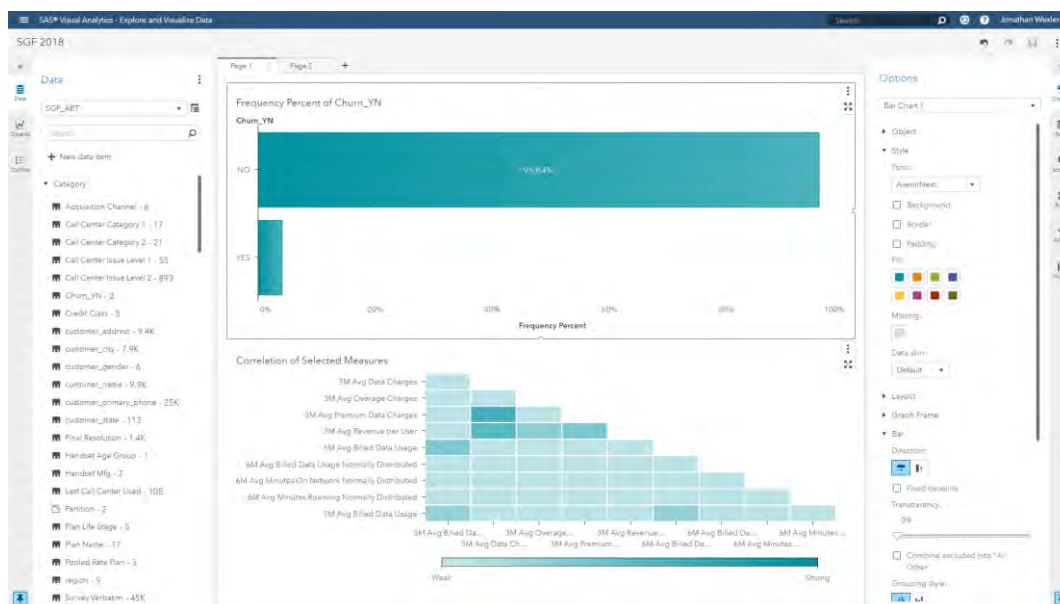 SAS® Visual Analytics - Explore and Visualize Data
Search
Jonathan Wexler
SGF 2018
Data
SGF_ABT
Search
New data item
Category
Acquisition Channel - 6
Call Center Category 1 - 17
Call Center Category 2 - 21
Call Center Issue Level 1 - 55
Call Center Issue Level 2 - 893
Churn_YN - 2
Credit Class - 5
customer_address - 9.4K
customer_city - 7.9K
customer_gender - 6
customer_name - 9.9K
customer_primary_phone - 25K
customer_state - 113
Final Resolution - 1.4K
Handset Age Group - 1
Handset Mfg - 2
Last Call Center Used - 108
Partition - 2
Plan Life Stage - 5
Plan Name - 17
Pooled Rate Plan - 3
region - 9
Survey Verbatim - 45K
Data
Objects
Outline
Page 1
Page 2
Frequency Percent of Churn_YN
Churn_YN
NO
95.64%
YES
0%
20%
40%
60%
80%
100%
Frequency Percent
Correlation of Selected Measures
3M Avg Data Charges
3M Avg Overage Charges
3M Avg Premium Data Charges
3M Avg Revenue per User
6M Avg Billed Data Usage
6M Avg Billed Data Usage Normally Distributed
6M Avg Minutes On Network Normally Distributed
6M Avg Minutes Roaming Normally Distributed
9M Avg Billed Data Usage
3M Avg Billed Da...
3M Avg Overage...
3M Avg Revenue...
6M Avg Billed Da...
6M Avg Minutes...
3M Avg Data Ch...
3M Avg Premium...
6M Avg Billed Da...
6M Avg Minutes...
Weak
Strong
Options
Bar Chart 1
Object
Style
Font:
AvenirNext
Background
Border
Padding
Fill:
Missing:
Data skin:
Default
Layout
Graph Frame
Bar
Direction:
Fixed baseline
Transparency:
0%
Combine excluded into "All
Other"
Grouping style: